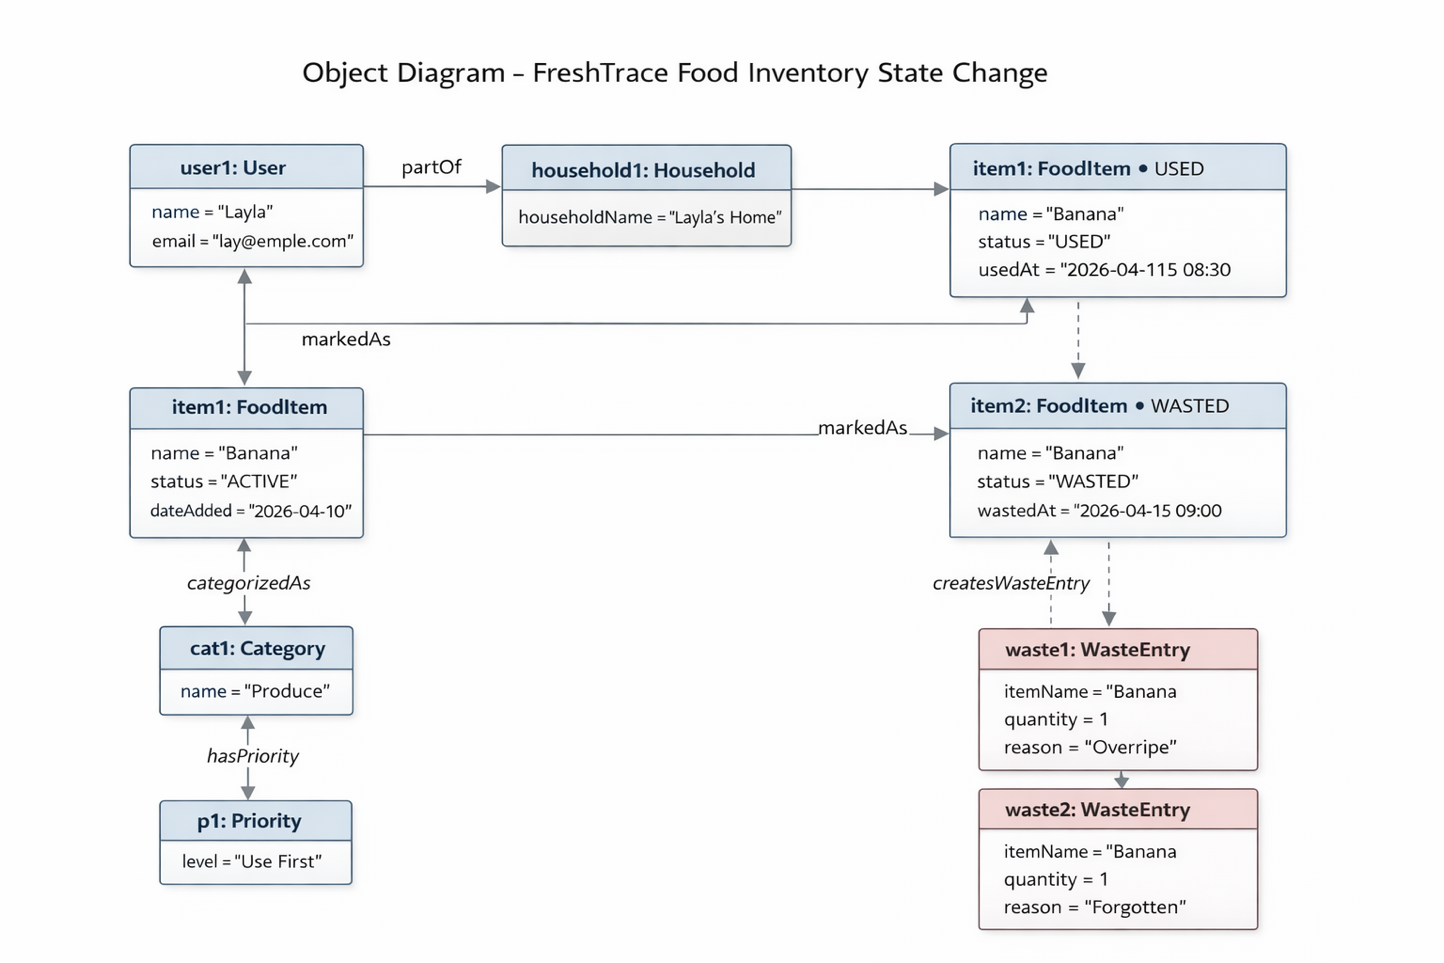 Object Diagram – FreshTrace Food Inventory State Change
user1: User
name = "Layla"
email = "lay@emple.com"
partOf
household1: Household
householdName = "Layla's Home"
item1: FoodItem • USED
name = "Banana"
status = "USED"
usedAt = "2026-04-115 08:30
markedAs
item1: FoodItem
name = "Banana"
status = "ACTIVE"
dateAdded = "2026-04-10"
markedAs
item2: FoodItem • WASTED
name = "Banana"
status = "WASTED"
wastedAt = "2026-04-15 09:00
categorizedAs
createsWasteEntry
cat1: Category
name = "Produce"
waste1: WasteEntry
itemName = "Banana
quantity = 1
reason = "Overripe"
hasPriority
p1: Priority
level = "Use First"
waste2: WasteEntry
itemName = "Banana
quantity = 1
reason = "Forgotten"